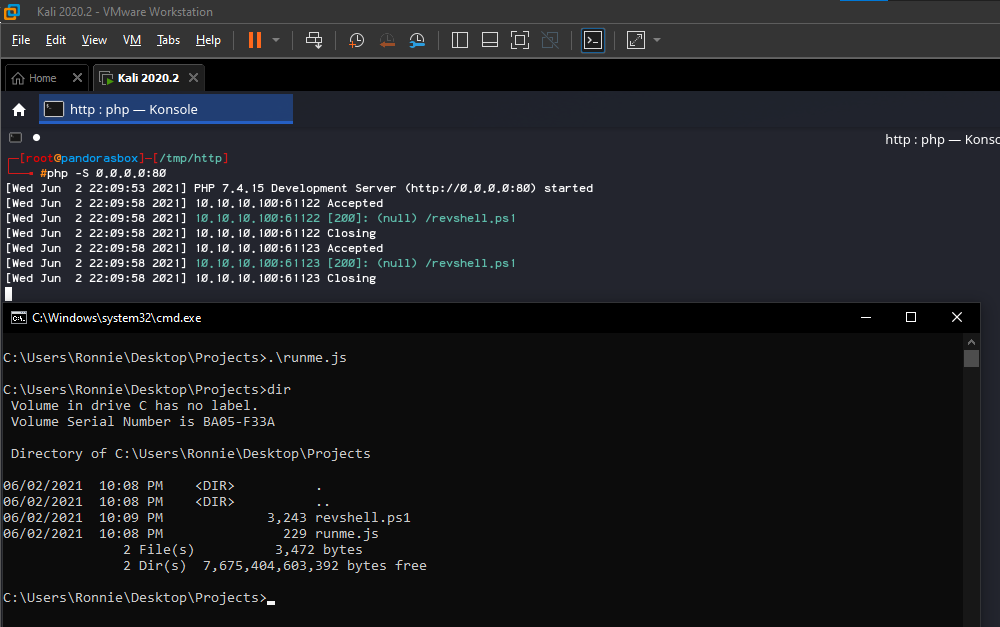 Kali 2020.2 - VMware Workstation
File Edit View VM Tabs Help
Home Kali 2020.2
http : php — Konsole
http : php — Konso
[root@pandorasbox]-[/tmp/http]
#php -S 0.0.0.0:80
[Wed Jun  2 22:09:53 2021] PHP 7.4.15 Development Server (http://0.0.0.0:80) started
[Wed Jun  2 22:09:58 2021] 10.10.10.100:61122 Accepted
[Wed Jun  2 22:09:58 2021] 10.10.10.100:61122 [200]: (null) /revshell.ps1
[Wed Jun  2 22:09:58 2021] 10.10.10.100:61122 Closing
[Wed Jun  2 22:09:58 2021] 10.10.10.100:61123 Accepted
[Wed Jun  2 22:09:58 2021] 10.10.10.100:61123 [200]: (null) /revshell.ps1
[Wed Jun  2 22:09:58 2021] 10.10.10.100:61123 Closing
C:\Windows\system32\cmd.exe
C:\Users\Ronnie\Desktop\Projects>.\runme.js
C:\Users\Ronnie\Desktop\Projects>dir
Volume in drive C has no label.
Volume Serial Number is BA05-F33A
Directory of C:\Users\Ronnie\Desktop\Projects
06/02/2021  10:08 PM    <DIR>          .
06/02/2021  10:08 PM    <DIR>          ..
06/02/2021  10:09 PM             3,243 revshell.ps1
06/02/2021  10:08 PM               229 runme.js
2 File(s)          3,472 bytes
2 Dir(s)  7,675,404,603,392 bytes free
C:\Users\Ronnie\Desktop\Projects>